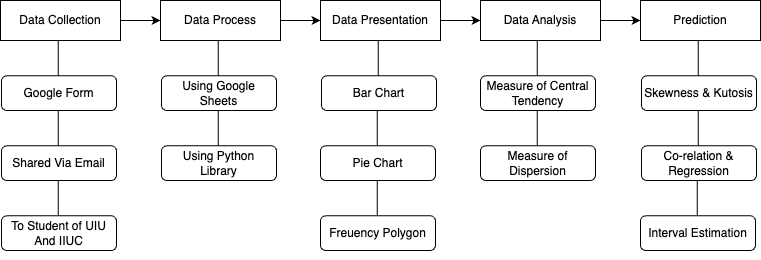 Data Collection
Data Process
Data Presentation
Data Analysis
Prediction
Google Form
Using Google
Sheets
Bar Chart
Measure of Central
Tendency
Skewness & Kutosis
Shared Via Email
Using Python
Library
Pie Chart
Measure of
Dispersion
Co-relation &
Regression
To Student of UIU
And IIUC
Freuency Polygon
Interval Estimation